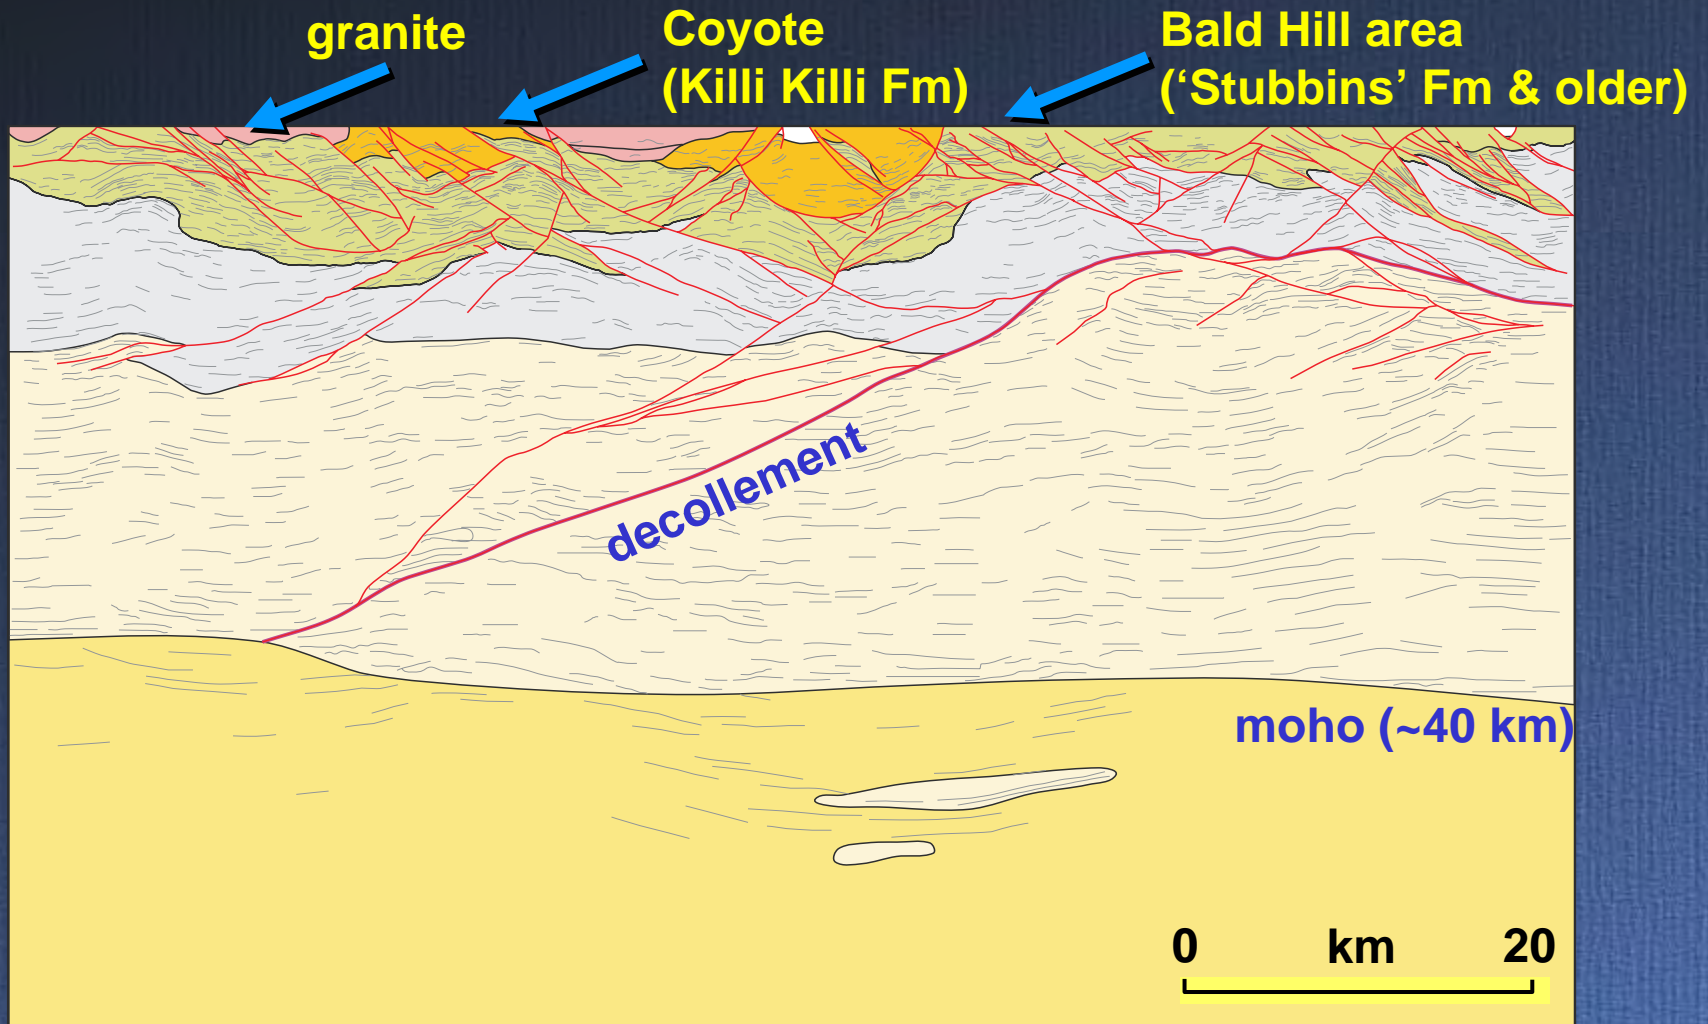 granite
Coyote
(Killi Killi Fm)
Bald Hill area
(‘Stubbins’ Fm & older)
decollement
moho (~40 km)
0 km 20